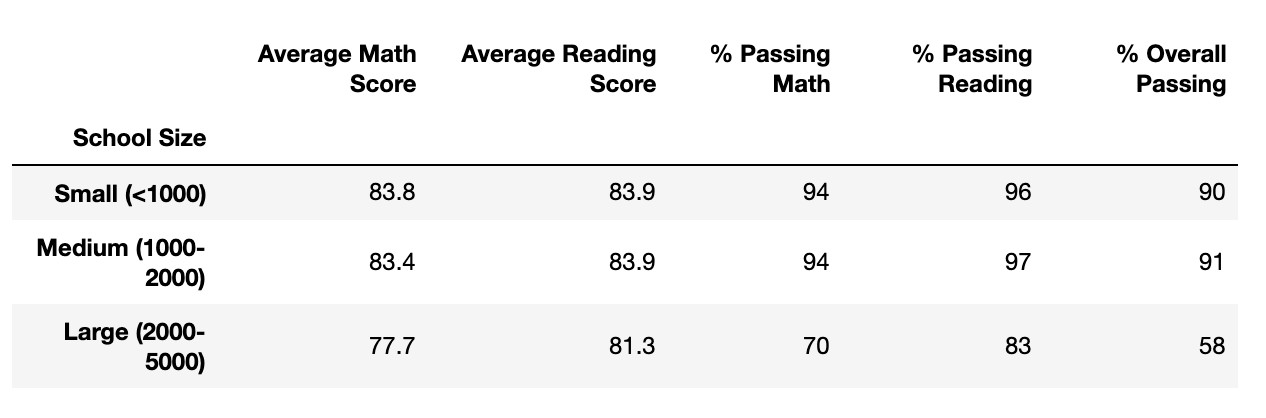 Average Math Score Average Reading Score % Passing Math % Passing Reading % Overall Passing
School Size
Small (<1000) 83.8 83.9 94 96 90
Medium (1000-2000) 83.4 83.9 94 97 91
Large (2000-5000) 77.7 81.3 70 83 58